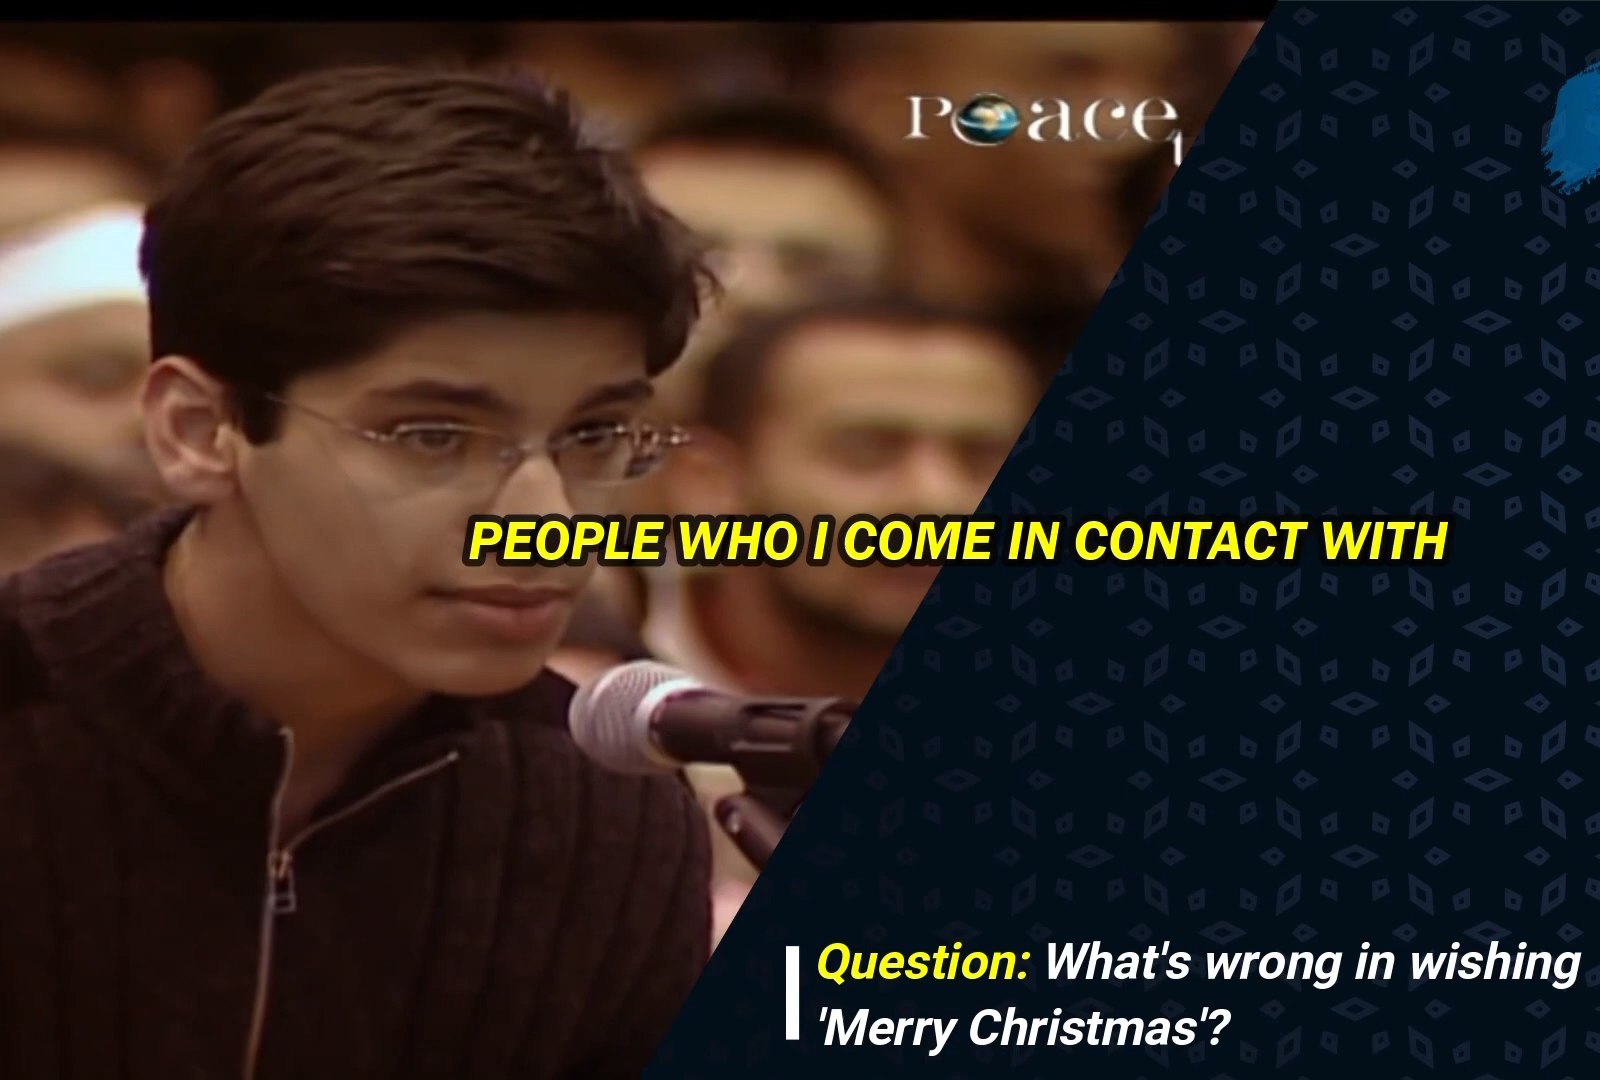 Peace
PEOPLE WHO I COME IN CONTACT WITH
Question: What's wrong in wishing
'Merry Christmas'?